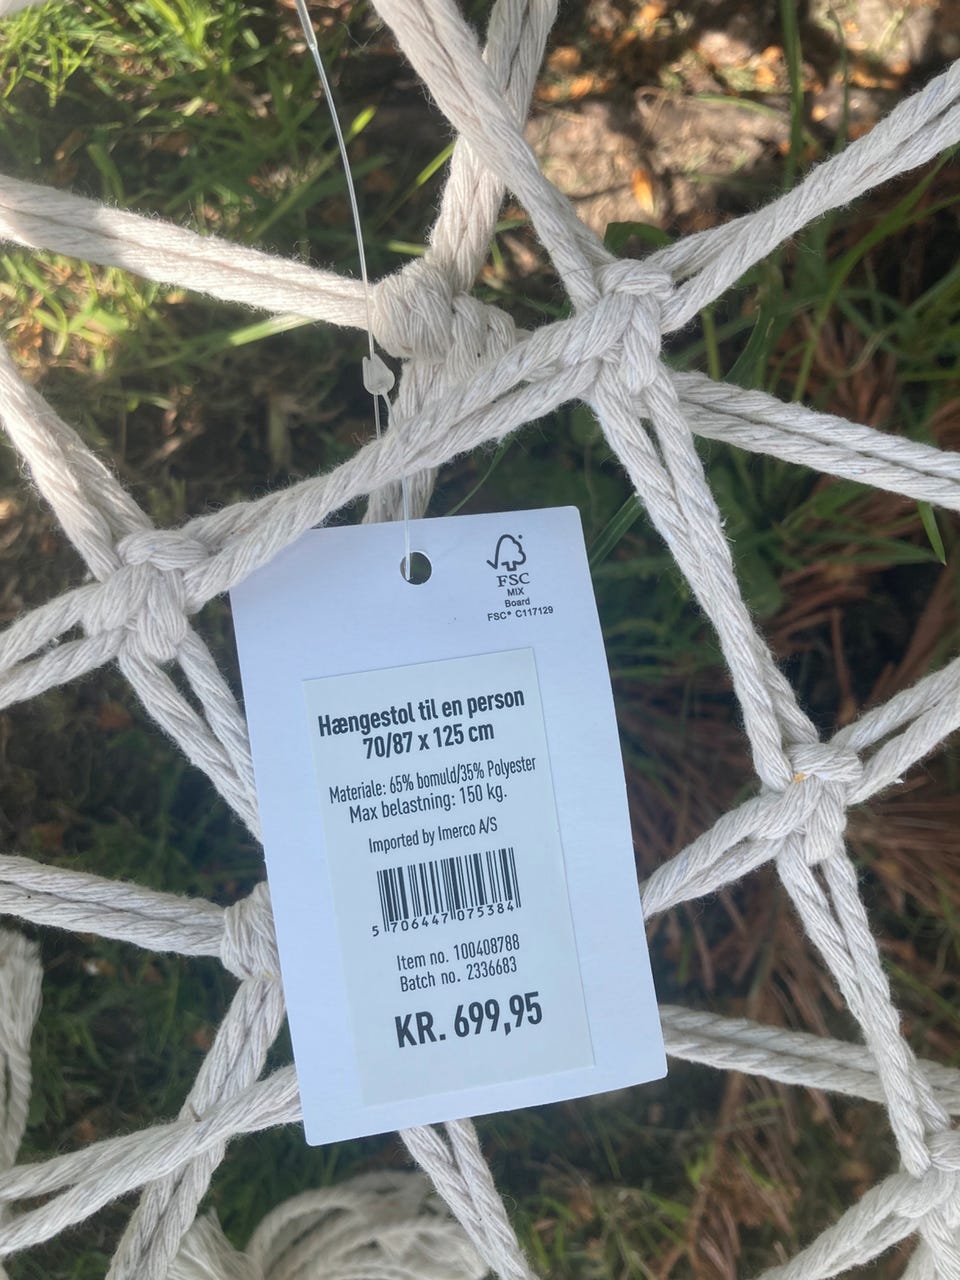 FSC®
MIX
Board
FSC® C117129
Hængestol til en person
70/87 x 125 cm
Materiale: 65% bomuld/35% Polyester
Max belastning: 150 kg.
Imported by Imerco A/S
5 706447 075384
Item no. 100408788
Batch no. 2336683
KR. 699,95